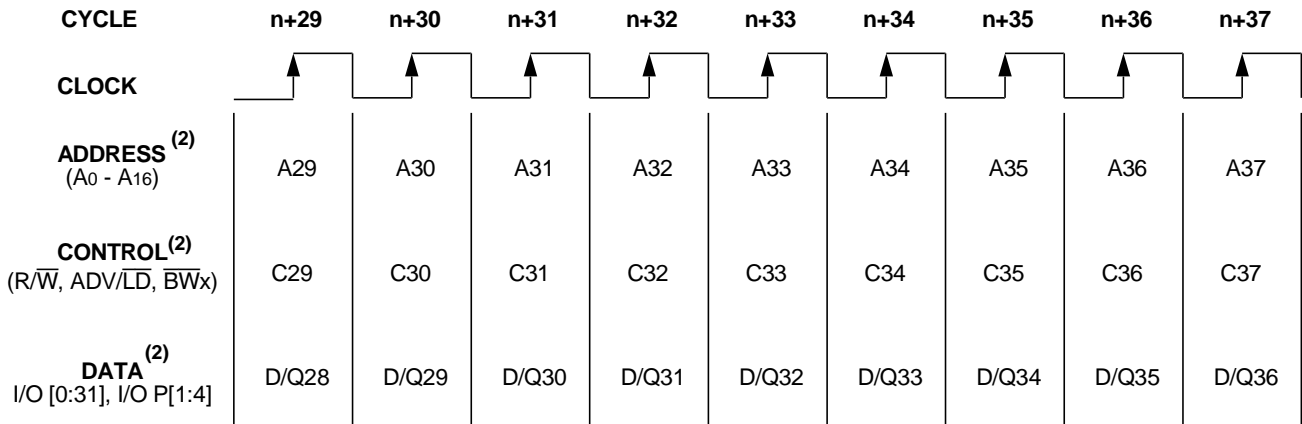 CYCLE n+29 n+30 n+31 n+32 n+33 n+34 n+35 n+36 n+37
CLOCK
ADDRESS (2)
(A0 - A16) A29 A30 A31 A32 A33 A34 A35 A36 A37
CONTROL(2)
(R/W̅, ADV/L̅D̅, B̅W̅x) C29 C30 C31 C32 C33 C34 C35 C36 C37
DATA (2)
I/O [0:31], I/O P[1:4] D/Q28 D/Q29 D/Q30 D/Q31 D/Q32 D/Q33 D/Q34 D/Q35 D/Q36